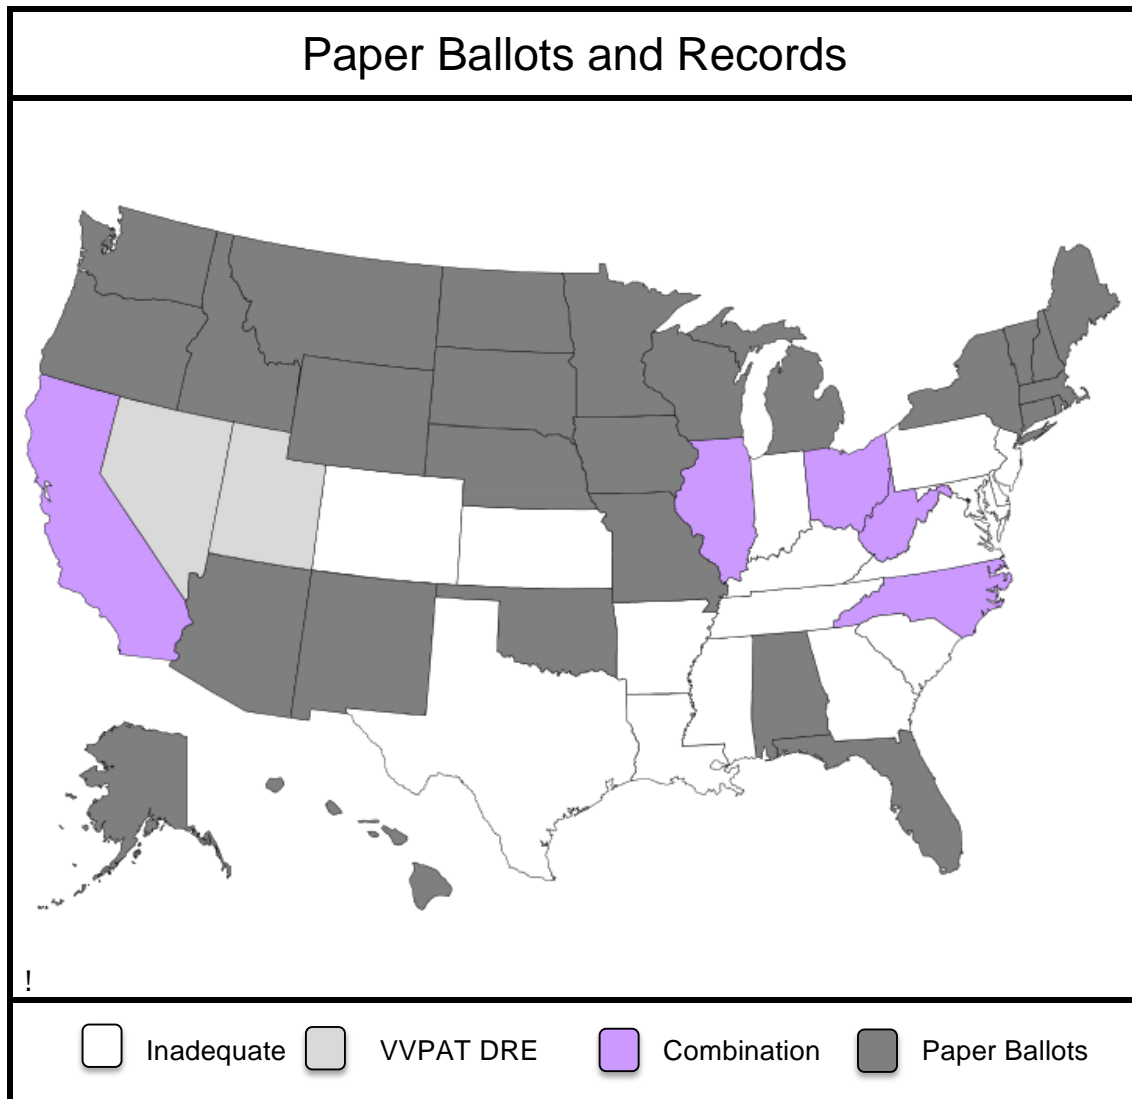 Paper Ballots and Records
!
Inadequate VVPAT DRE Combination Paper Ballots